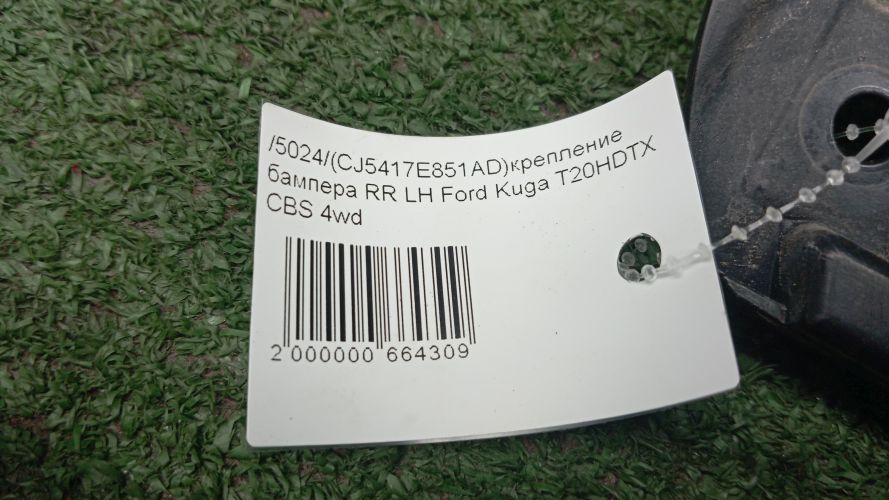 /5024/(CJ5417E851AD)крепление
бампера RR LH Ford Kuga T20HDTX
CBS 4wd
2 000000 664309